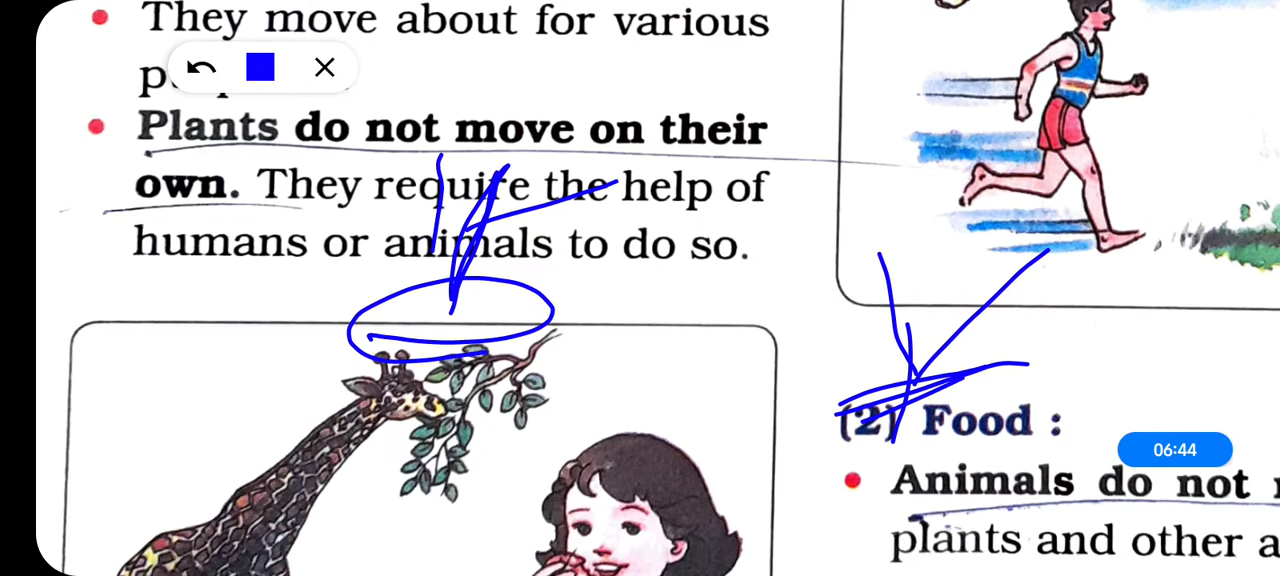 They move about for various
Plants do not move on their
own. They require the help of
humans or animals to do so.
(2) Food :
06:44
Animals do not
plants and other